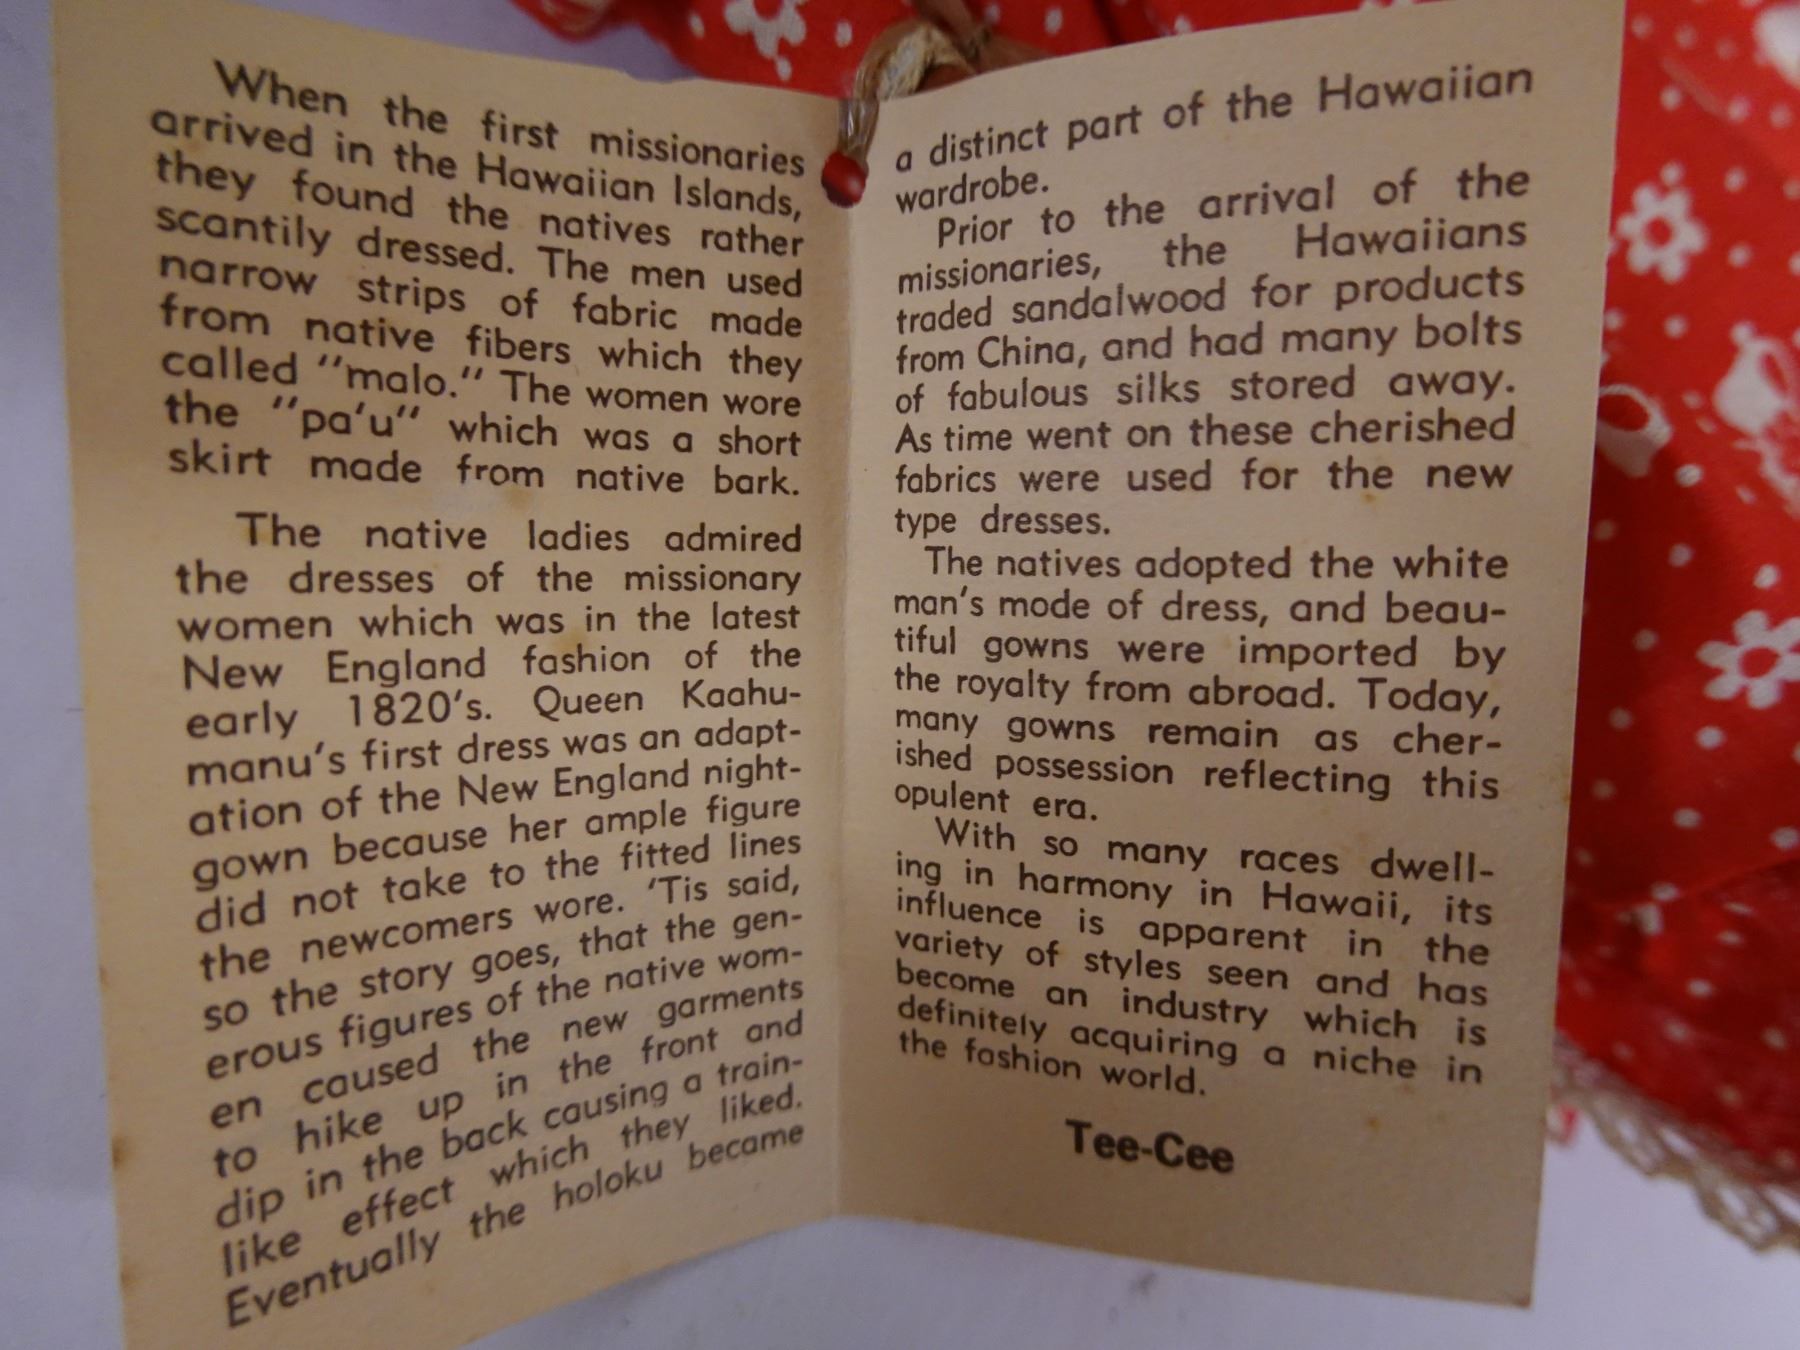 When the first missionaries
arrived in the Hawaiian Islands,
they found the natives rather
scantily dressed. The men used
narrow strips of fabric made
from native fibers which they
called "malo." The women wore
the "pa'u" which was a short
skirt made from native bark.
The native ladies admired
the dresses of the missionary
women which was in the latest
New England fashion of the
early 1820's. Queen Kaahu-
manu's first dress was an adapt-
ation of the New England night-
gown because her ample figure
did not take to the fitted lines
the newcomers wore. 'Tis said,
so the story goes, that the gen-
erous figures of the native wom-
en caused the new garments
to hike up in the front and
dip in the back causing a train-
like effect which they liked.
Eventually the holoku became
a distinct part of the Hawaiian
wardrobe.
Prior to the arrival of the
missionaries, the Hawaiians
traded sandalwood for products
from China, and had many bolts
of fabulous silks stored away.
As time went on these cherished
fabrics were used for the new
type dresses.
The natives adopted the white
man's mode of dress, and beau-
tiful gowns were imported by
the royalty from abroad. Today,
many gowns remain as cher-
ished possession reflecting this
opulent era.
With so many races dwell-
ing in harmony in Hawaii, its
influence is apparent in the
variety of styles seen and has
become an industry which is
definitely acquiring a niche in
the fashion world.
Tee-Cee